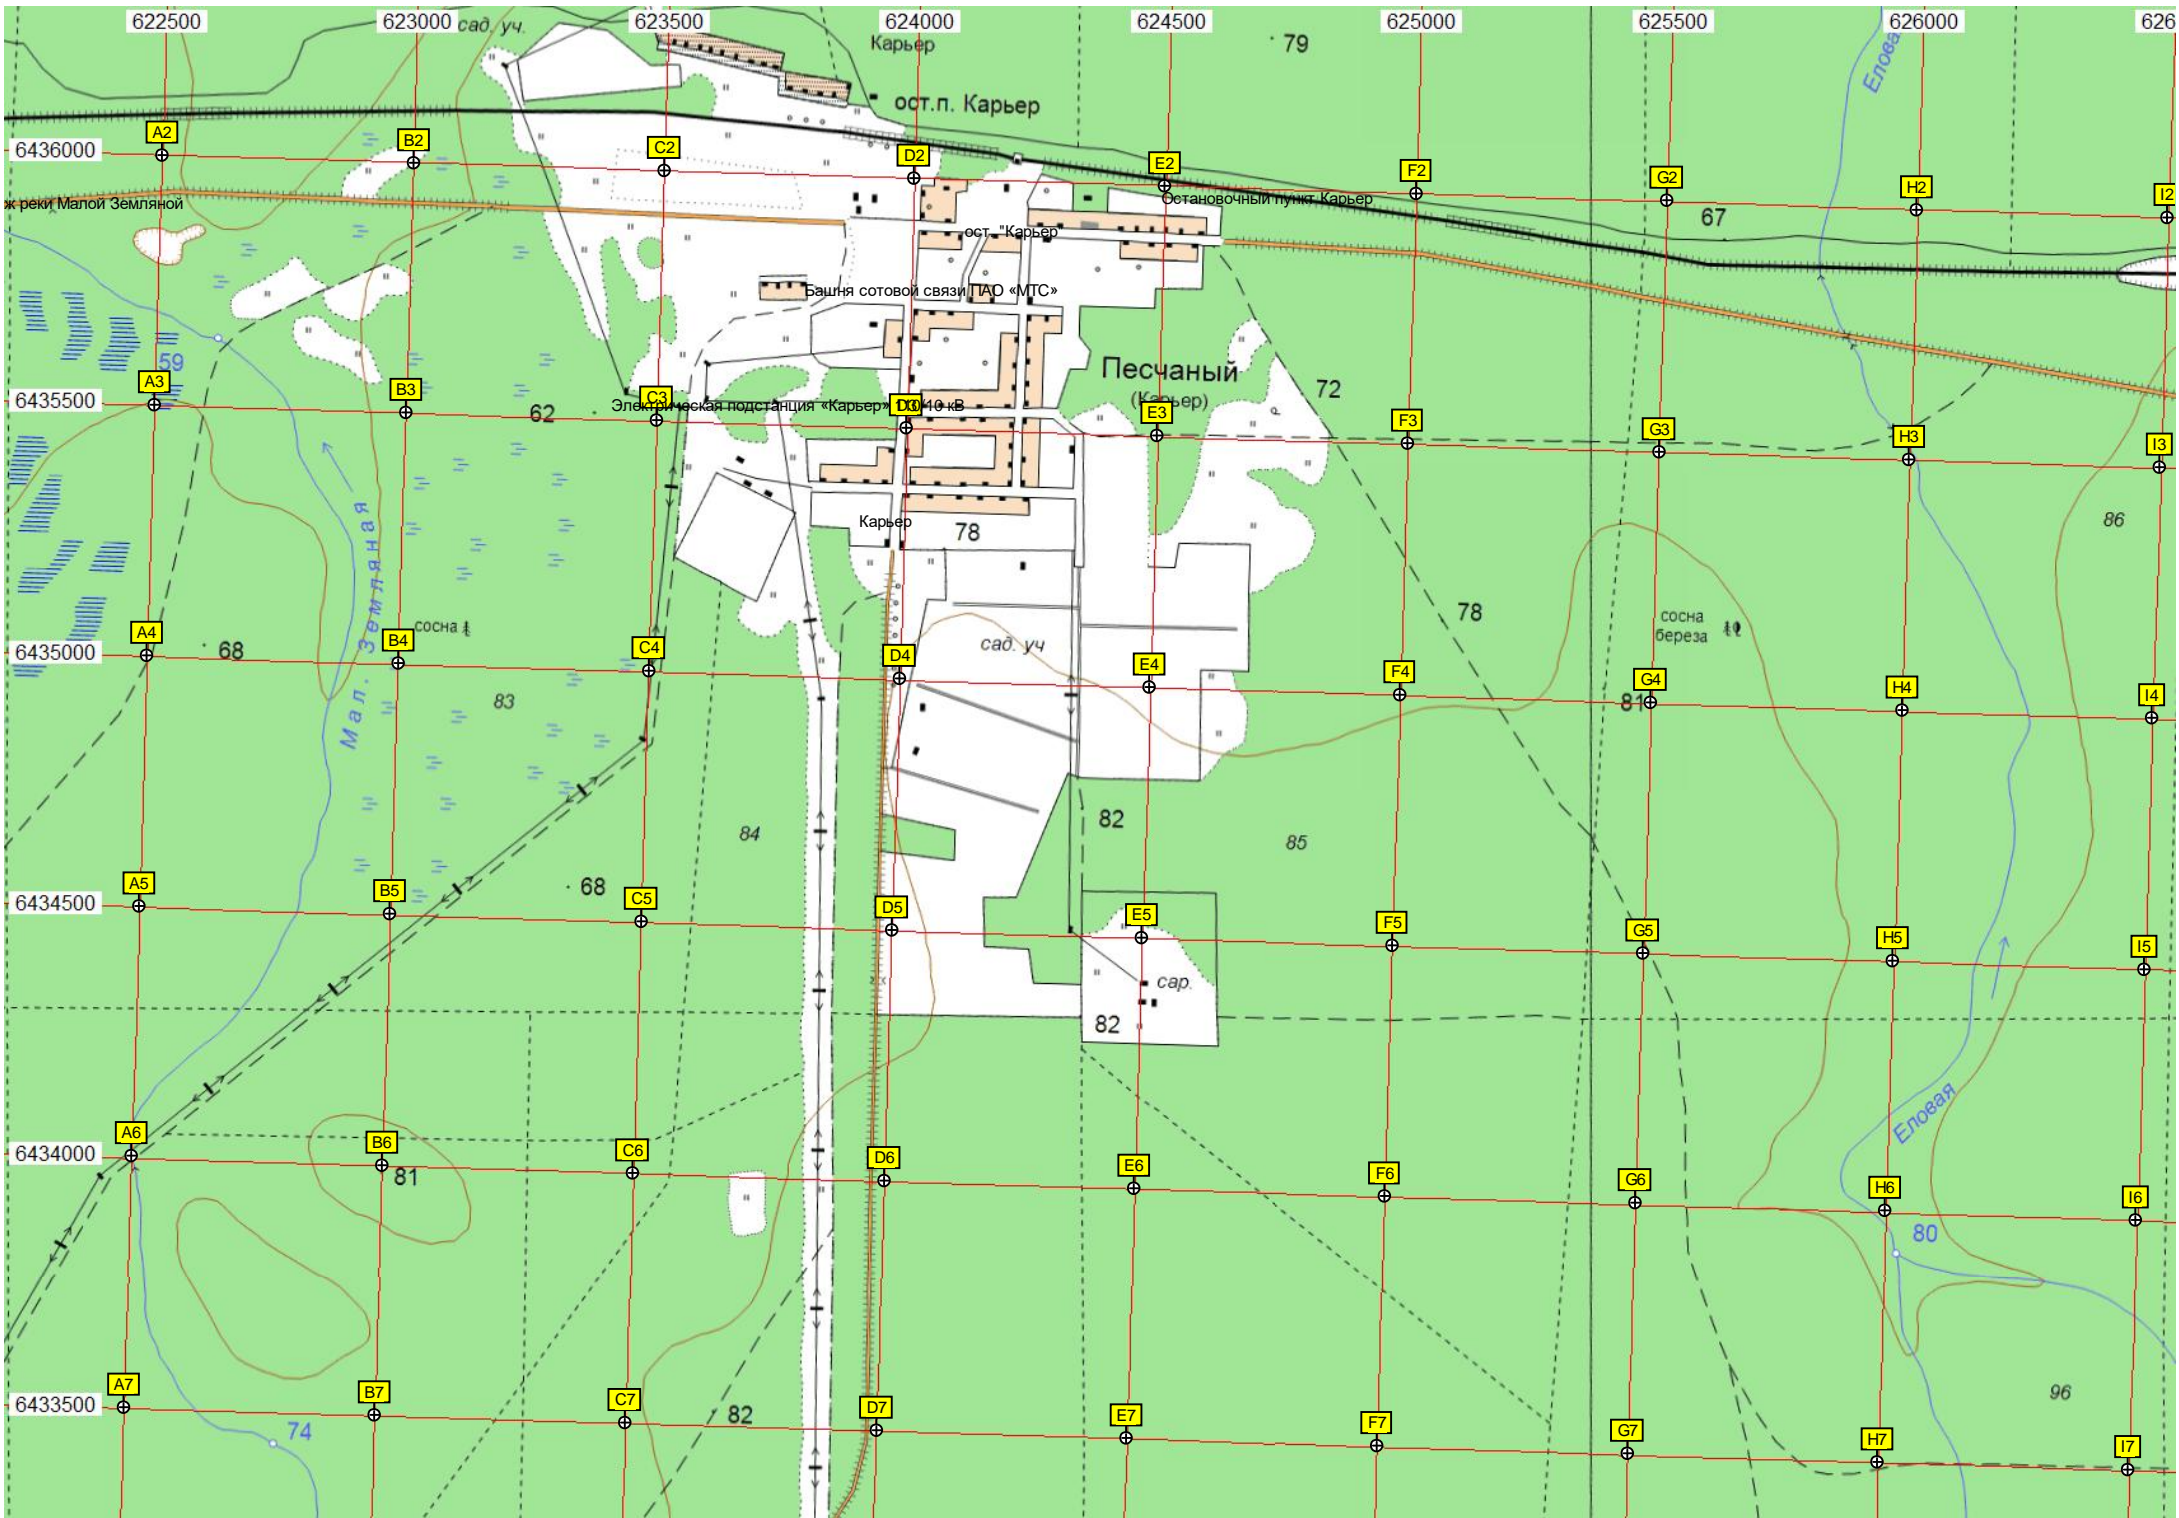 622500 623000 623500 624000 624500 625000 625500 626000 626
сад. уч.
Карьер
79
Елова
ост.п. Карьер
6436000
A2 B2 C2 D2 E2 F2 G2 H2 I2
ж реки Малой Земляной
Остановочный пункт Карьер
67
ост. "Карьер"
Башня сотовой связи ПАО «МТС»
59
Песчаный
(Карьер)
72
6435500
A3 B3 C3 D3 E3 F3 G3 H3 I3
62
Электрическая подстанция «Карьер» 110/10 кВ
86
Карьер
78
Мал. Земляная
78
сосна
береза
сосна
сад. уч
6435000
A4 B4 C4 D4 E4 F4 G4 H4 I4
68
83
81
82
84
85
68
6434500
A5 B5 C5 D5 E5 F5 G5 H5 I5
сар.
82
Еловая
6434000
A6 B6 C6 D6 E6 F6 G6 H6 I6
81
80
96
6433500
A7 B7 C7 D7 E7 F7 G7 H7 I7
82
74